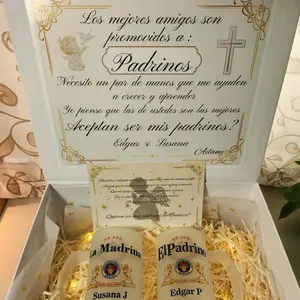 Los mejores amigos son
promovidos a:
Padrinos
Necesito un par de manos que me ayuden
a crecer y aprender
Yo pienso que las de ustedes son las mejores
Aceptan ser mis padrinos?
Edgar & Susana
La Madrina
Susana J
El Padrino
Edgar P